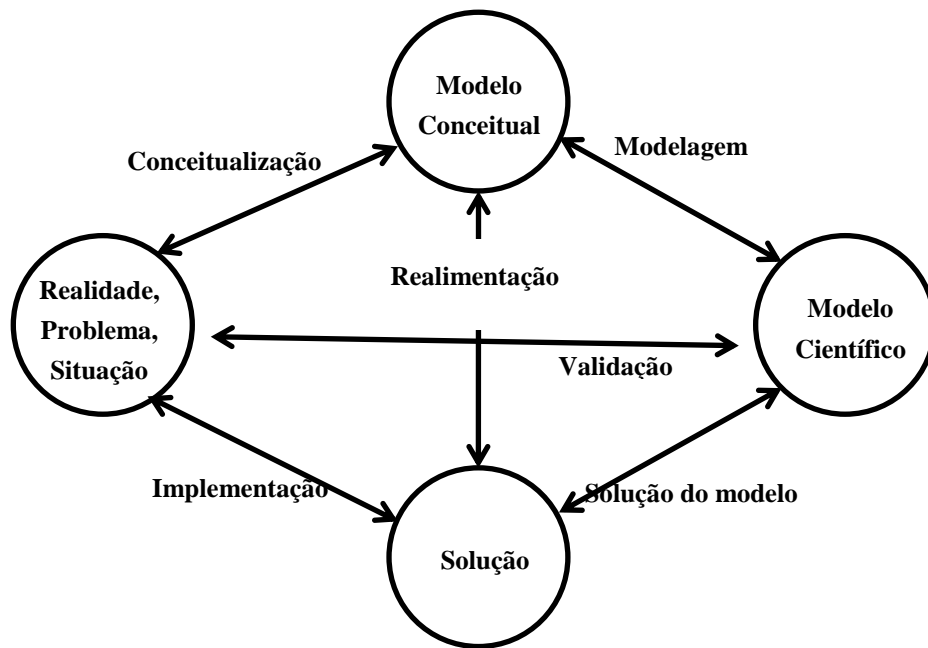 Modelo
Conceitual
Conceitualização
Modelagem
Realimentação
Realidade,
Problema,
Situação
Modelo
Científico
Validação
Implementação
Solução do modelo
Solução